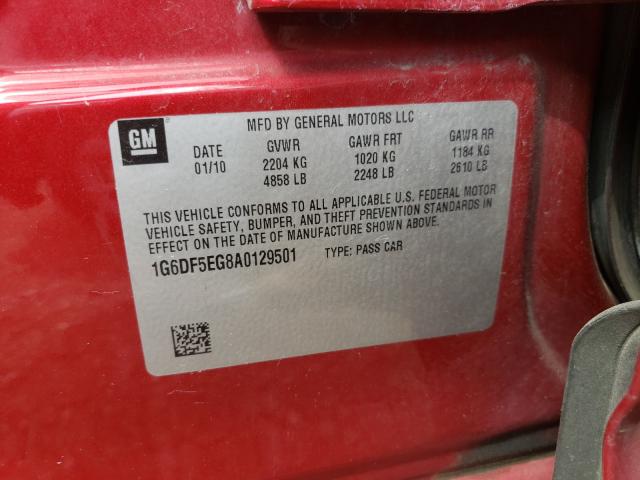 MFD BY GENERAL MOTORS LLC
GM
DATE GVWR GAWR FRT GAWR RR
01/10 2204 KG 1020 KG 1184 KG
4858 LB 2248 LB 2610 LB
THIS VEHICLE CONFORMS TO ALL APPLICABLE U.S. FEDERAL MOTOR
VEHICLE SAFETY, BUMPER, AND THEFT PREVENTION STANDARDS IN
EFFECT ON THE DATE OF MANUFACTURE SHOWN ABOVE.
1G6DF5EG8A0129501 TYPE: PASS CAR